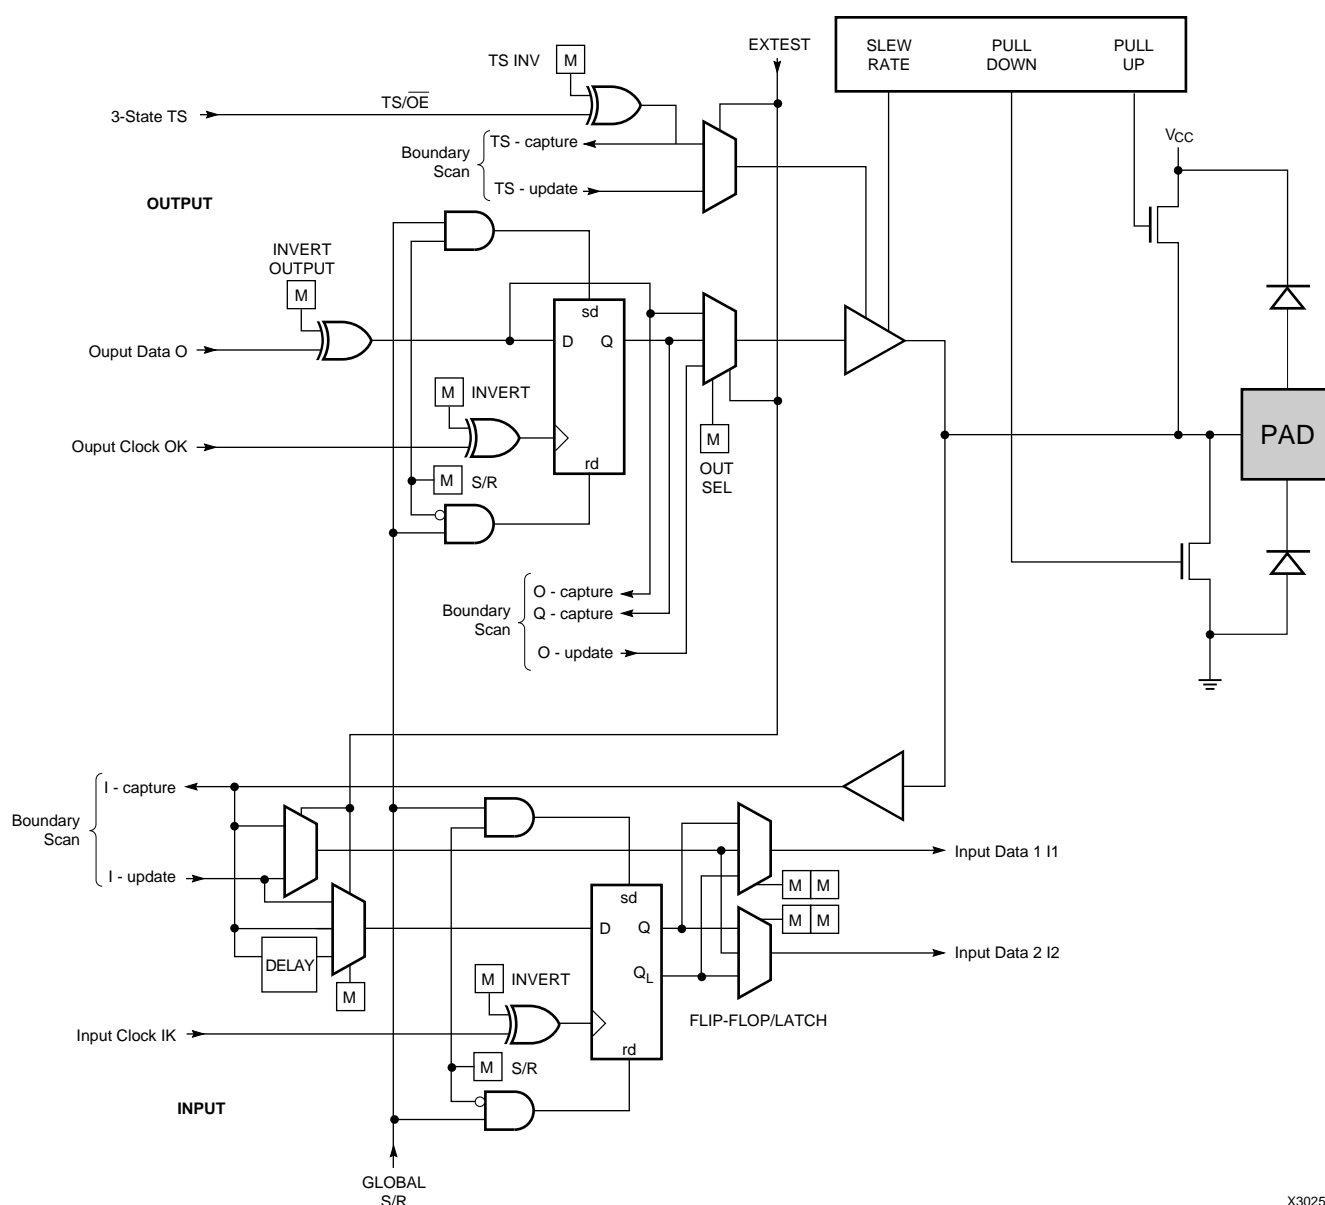 EXTEST
SLEW
RATE
PULL
DOWN
PULL
UP
TS INV
M
TS/OE
3-State TS
VCC
TS - capture
Boundary
Scan
TS - update
OUTPUT
INVERT
OUTPUT
M
sd
D
Q
Ouput Data O
M
INVERT
Ouput Clock OK
M
OUT
SEL
PAD
rd
M
S/R
O - capture
Q - capture
Boundary
Scan
O - update
I - capture
Boundary
Scan
I - update
Input Data 1 I1
M
M
sd
M
M
D
Q
DELAY
Input Data 2 I2
QL
M
INVERT
M
FLIP-FLOP/LATCH
Input Clock IK
rd
M
S/R
INPUT
GLOBAL
S/R
X3025